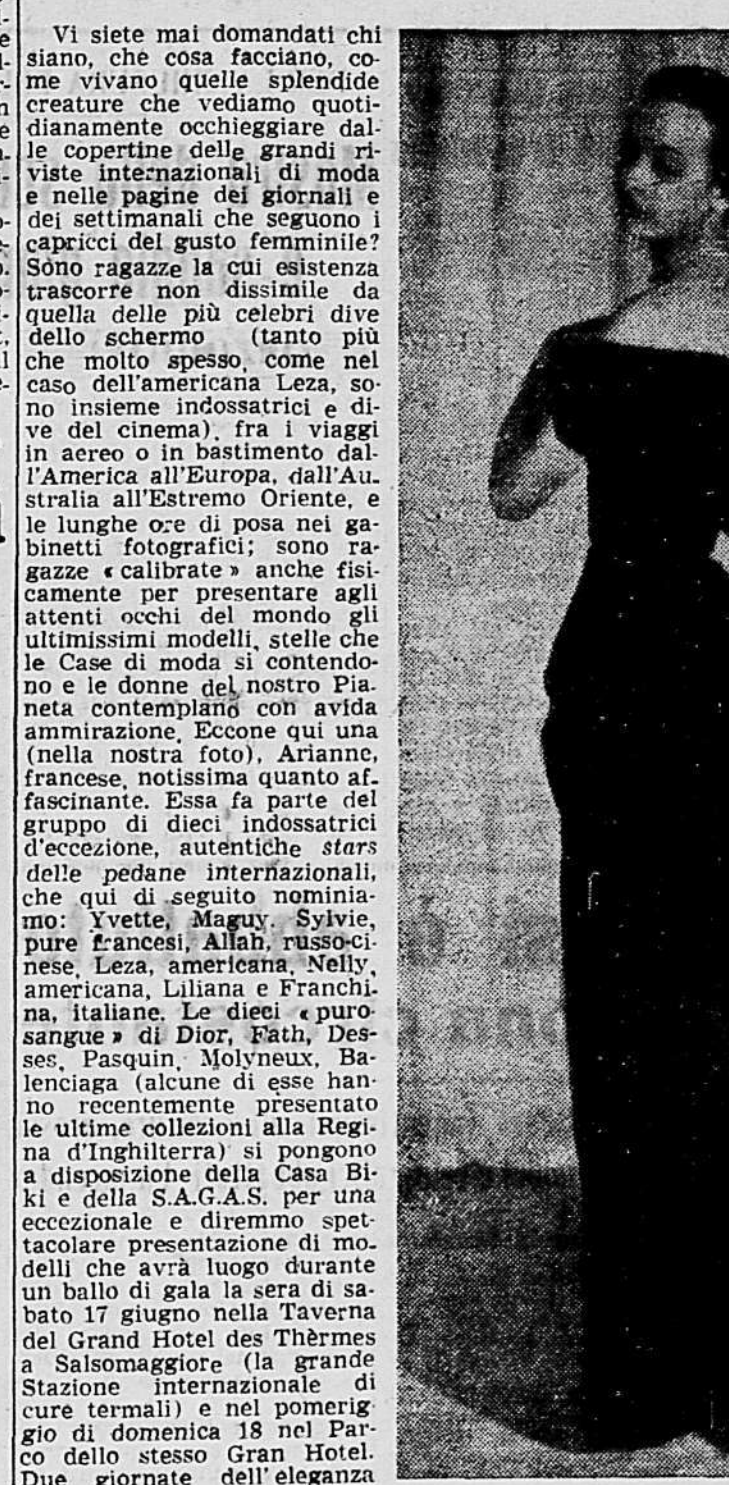 Vi siete mai domandati chi
siano, che cosa facciano, co-
me vivano quelle splendide
creature che vediamo quoti-
dianamente occhieggiare dal-
le copertine delle grandi ri-
viste internazionali di moda
e nelle pagine dei giornali e
dei settimanali che seguono i
capricci del gusto femminile?
Sono ragazze la cui esistenza
trascorre non dissimile da
quella delle più celebri dive
dello schermo (tanto più
che molto spesso, come nel
caso dell'americana Leza, so-
no insieme indossatrici e di-
ve del cinema), fra i viaggi
in aereo o in bastimento dal-
l'America all'Europa, dall'Au-
stralia all'Estremo Oriente, e
le lunghe ore di posa nei ga-
binetti fotografici; sono ra-
gazze « calibrate » anche fisi-
camente per presentare agli
attenti occhi del mondo gli
ultimissimi modelli, stelle che
le Case di moda si contendo-
no e le donne del nostro Pia-
neta contemplano con avida
ammirazione. Eccone qui una
(nella nostra foto), Arianne,
francese, notissima quanto af-
fascinante. Essa fa parte del
gruppo di dieci indossatrici
d'eccezione, autentiche stars
delle pedane internazionali,
che qui di seguito nominia-
mo: Yvette, Maguy, Sylvie,
pure francesi, Allah, russo-ci-
nese, Leza, americana, Nelly,
americana, Liliana e Franchi-
na, italiane. Le dieci « puro-
sangue » di Dior, Fath, Des-
ses, Pasquin, Molyneux, Ba-
lenciaga (alcune di esse han-
no recentemente presentato
le ultime collezioni alla Regi-
na d'Inghilterra) si pongono
a disposizione della Casa Bi-
ki e della S.A.G.A.S. per una
eccezionale e diremmo spet-
tacolare presentazione di mo-
delli che avrà luogo durante
un ballo di gala la sera di sa-
bato 17 giugno nella Taverna
del Grand Hotel des Thèrmes
a Salsomaggiore (la grande
Stazione internazionale di
cure termali) e nel pomerig-
gio di domenica 18 nel Par-
co dello stesso Gran Hotel.
Due giornate dell'eleganza